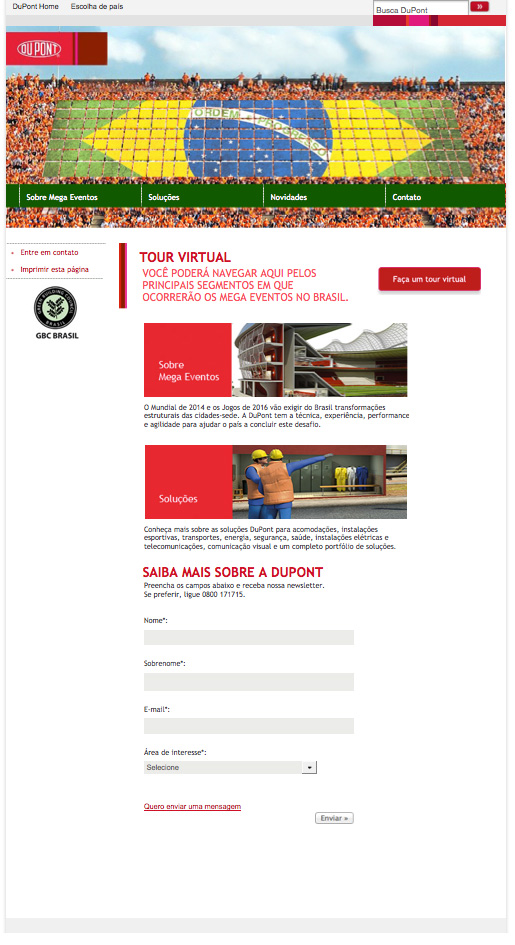 DuPont Home Escolha de país
Busca DuPont
DUPONT
ORDEM E PROGRESSO
Sobre Mega Eventos Soluções Novidades Contato
Entre em contato
Imprimir esta página
GREEN BUILDING COUNCIL
BRASIL
GBC BRASIL
TOUR VIRTUAL
VOCÊ PODERÁ NAVEGAR AQUI PELOS
PRINCIPAIS SEGMENTOS EM QUE
OCORRERÃO OS MEGA EVENTOS NO BRASIL.
Faça um tour virtual
Sobre
Mega Eventos
O Mundial de 2014 e os Jogos de 2016 vão exigir do Brasil transformações
estruturais das cidades-sede. A DuPont tem a técnica, experiência, performance
e agilidade para ajudar o país a concluir este desafio.
Soluções
Conheça mais sobre as soluções DuPont para acomodações, instalações
esportivas, transportes, energia, segurança, saúde, instalações elétricas e
telecomunicações, comunicação visual e um completo portfólio de soluções.
SAIBA MAIS SOBRE A DUPONT
Preencha os campos abaixo e receba nossa newsletter.
Se preferir, ligue 0800 171715.
Nome*:
Sobrenome*:
E-mail*:
Área de interesse*:
Selecione
Quero enviar uma mensagem
Enviar »